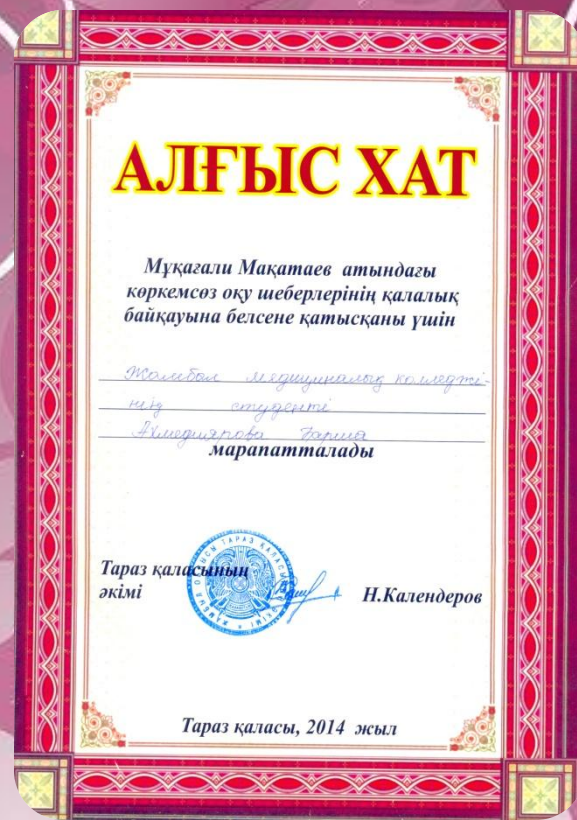 АЛҒЫС ХАТ
Мұқағали Мақатаев атындағы
көркемсөз оқу шеберлерінің қалалық
байқауына белсене қатысқаны үшін
Жамбыл медициналық колледжі-
нің студенті
Ахмедиярова Ғарша
марапатталады
Тараз қаласының
әкімі
Н.Календеров
Тараз қаласы, 2014 жыл